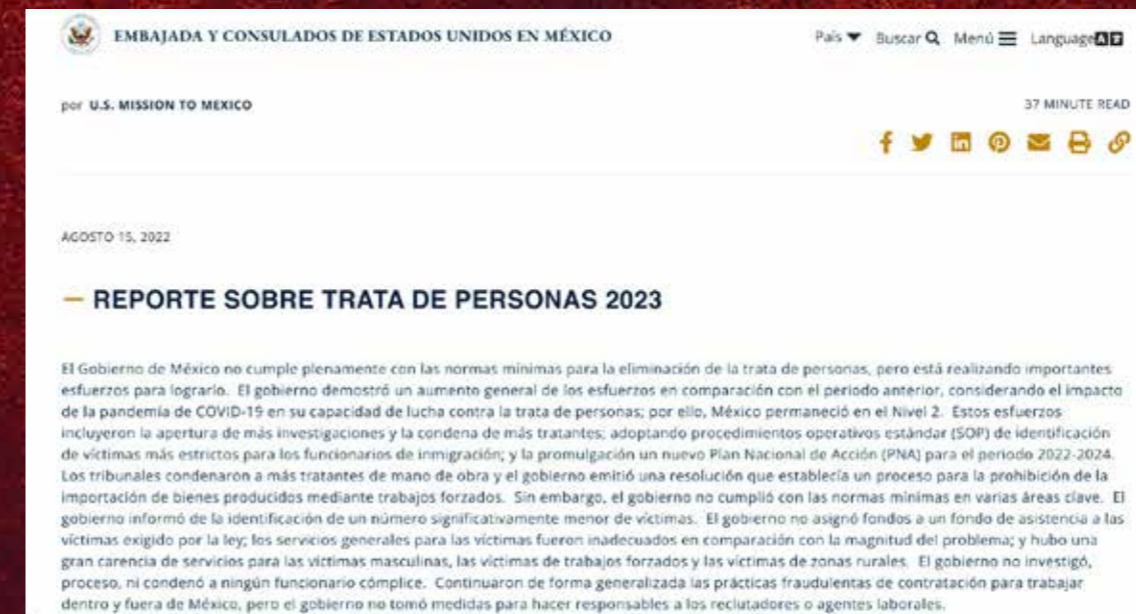 EMBAJADA Y CONSULADOS DE ESTADOS UNIDOS EN MÉXICO
País Buscar Menú Language
por U.S. MISSION TO MEXICO
37 MINUTE READ
AGOSTO 15, 2022
— REPORTE SOBRE TRATA DE PERSONAS 2023
El Gobierno de México no cumple plenamente con las normas mínimas para la eliminación de la trata de personas, pero está realizando importantes
esfuerzos para lograrlo. El gobierno demostró un aumento general de los esfuerzos en comparación con el periodo anterior, considerando el impacto
de la pandemia de COVID-19 en su capacidad de lucha contra la trata de personas; por ello, México permaneció en el Nivel 2. Estos esfuerzos
incluyeron la apertura de más investigaciones y la condena de más tratantes; adoptando procedimientos operativos estándar (SOP) de identificación
de víctimas más estrictos para los funcionarios de inmigración; y la promulgación un nuevo Plan Nacional de Acción (PNA) para el periodo 2022-2024.
Los tribunales condenaron a más tratantes de mano de obra y el gobierno emitió una resolución que establecía un proceso para la prohibición de la
importación de bienes producidos mediante trabajos forzados. Sin embargo, el gobierno no cumplió con las normas mínimas en varias áreas clave. El
gobierno informó de la identificación de un número significativamente menor de víctimas. El gobierno no asignó fondos a un fondo de asistencia a las
víctimas exigido por la ley; los servicios generales para las víctimas fueron inadecuados en comparación con la magnitud del problema; y hubo una
gran carencia de servicios para las víctimas masculinas, las víctimas de trabajos forzados y las víctimas de zonas rurales. El gobierno no investigó,
proceso, ni condenó a ningún funcionario cómplice. Continuaron de forma generalizada las prácticas fraudulentas de contratación para trabajar
dentro y fuera de México, pero el gobierno no tomó medidas para hacer responsables a los reclutadores o agentes laborales.